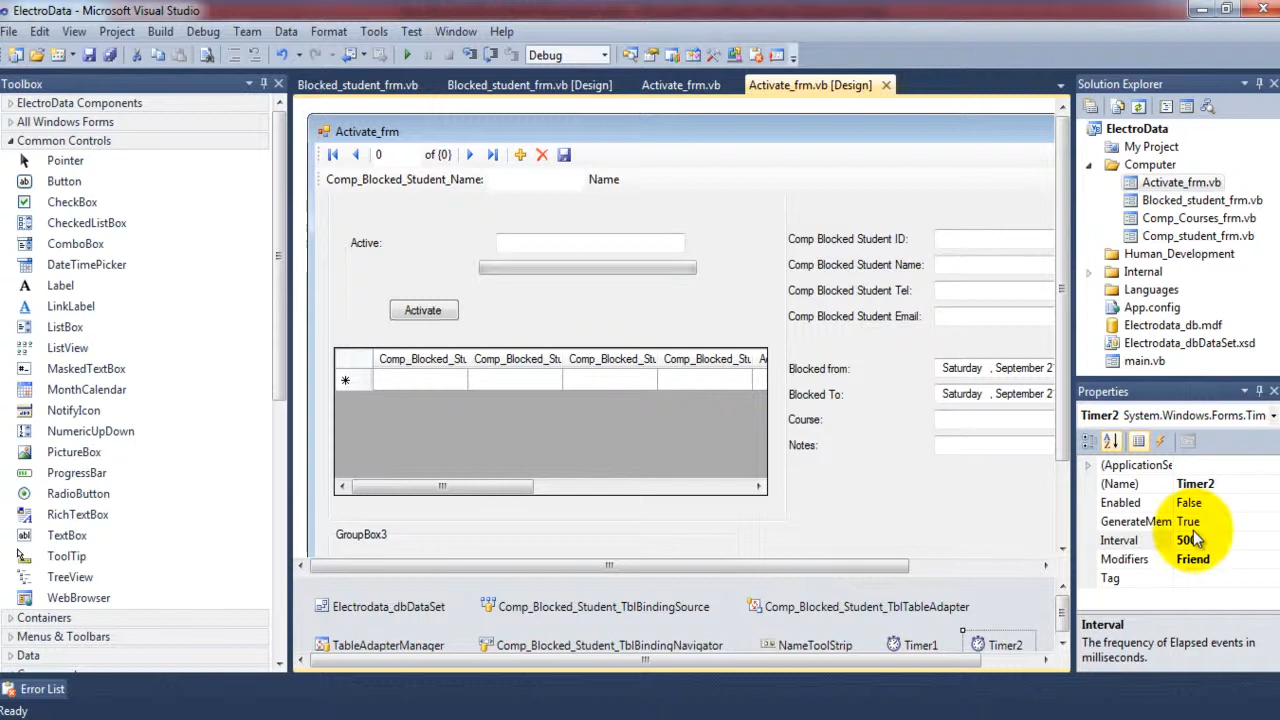 ElectroData - Microsoft Visual Studio
File Edit View Project Build Debug Team Data Format Tools Test Window Help
Debug
Toolbox
ElectroData Components
All Windows Forms
Common Controls
Pointer
Button
CheckBox
CheckedListBox
ComboBox
DateTimePicker
Label
LinkLabel
ListBox
ListView
MaskedTextBox
MonthCalendar
NotifyIcon
NumericUpDown
PictureBox
ProgressBar
RadioButton
RichTextBox
TextBox
ToolTip
TreeView
WebBrowser
Containers
Menus & Toolbars
Data
Error List
Ready
Blocked_student_frm.vb Blocked_student_frm.vb [Design] Activate_frm.vb Activate_frm.vb [Design]
Activate_frm
0 of {0}
Comp_Blocked_Student_Name: Name
Active:
Activate
Comp_Blocked_Stu Comp_Blocked_Stu Comp_Blocked_Stu Comp_Blocked_Stu A
GroupBox3
Comp Blocked Student ID:
Comp Blocked Student Name:
Comp Blocked Student Tel:
Comp Blocked Student Email:
Blocked from: Saturday , September 2
Blocked To: Saturday , September 2
Course:
Notes:
Electrodata_dbDataSet Comp_Blocked_Student_TblBindingSource Comp_Blocked_Student_TblTableAdapter
TableAdapterManager Comp_Blocked_Student_TblBindingNavigator NameToolStrip Timer1 Timer2
Solution Explorer
ElectroData
My Project
Computer
Activate_frm.vb
Blocked_student_frm.vb
Comp_Courses_frm.vb
Comp_student_frm.vb
Human_Development
Internal
Languages
App.config
Electrodata_db.mdf
Electrodata_dbDataSet.xsd
main.vb
Properties
Timer2 System.Windows.Forms.Tim
(ApplicationSe
(Name) Timer2
Enabled False
GenerateMem True
Interval
Modifiers Friend
Tag
Interval
The frequency of Elapsed events in
milliseconds.